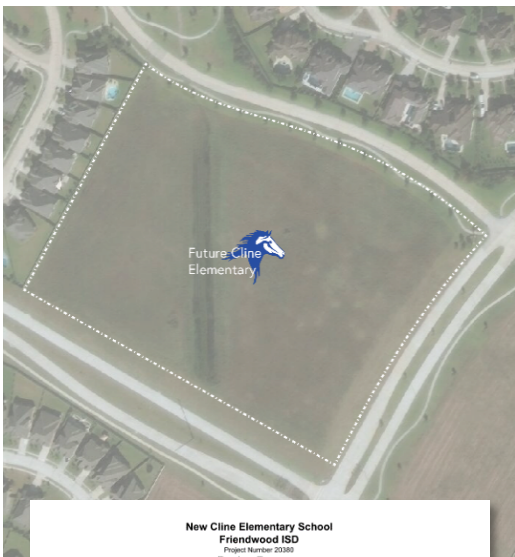 Future Cline
Elementary
New Cline Elementary School
Friendwood ISD
Project Number 20380